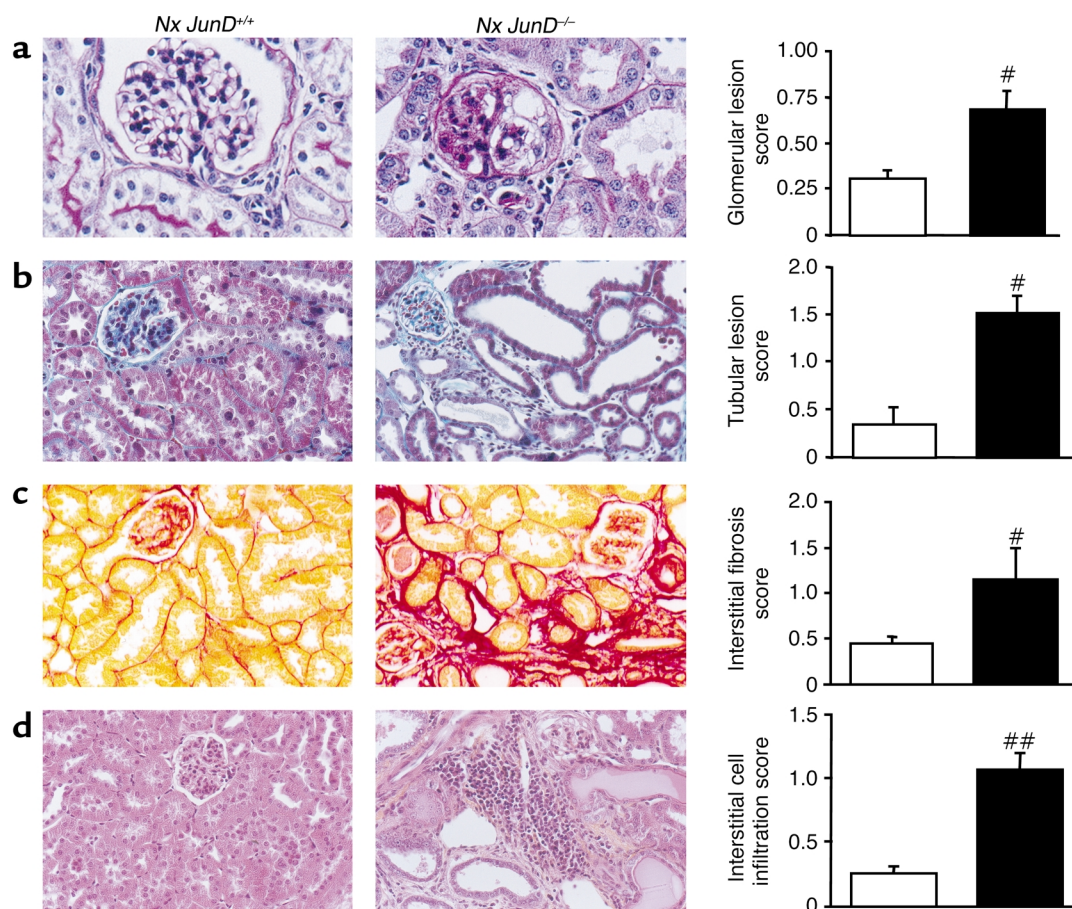 Nx JunD+/+
Nx JunD–/–
a
Glomerular lesion
score
1.00
0.75
0.50
0.25
0
#
b
Tubular lesion
score
2.0
1.5
1.0
0.5
0
#
c
Interstitial fibrosis
score
2.0
1.5
1.0
0.5
0
#
d
Interstitial cell
infiltration score
1.5
1.0
0.5
0
##